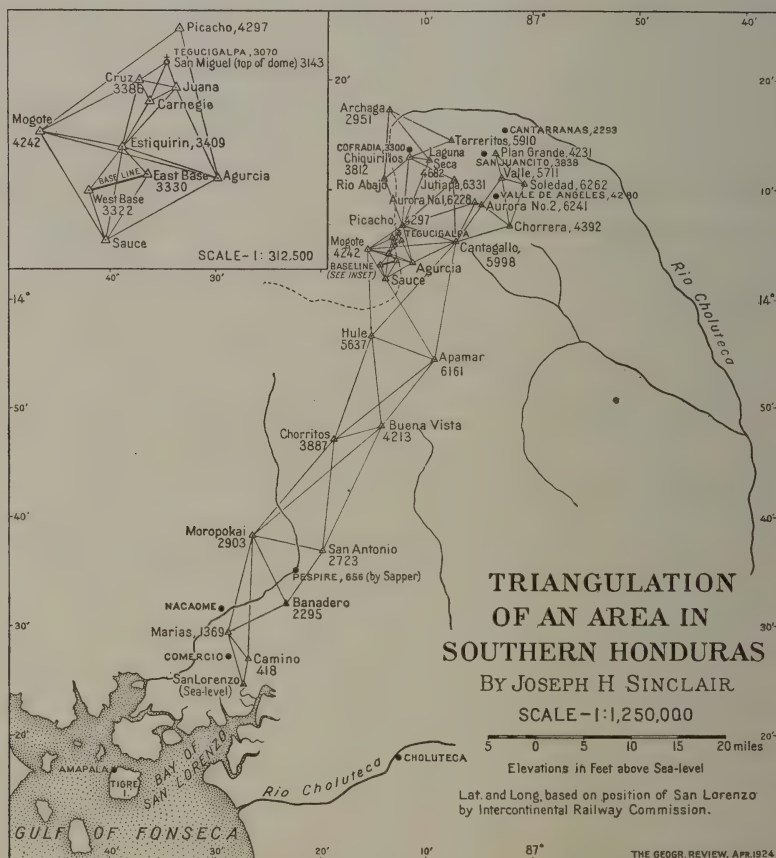 40'
30'
20'
10'
87°
Picacho, 4297
TEGUCIGALPA, 3070
San Miguel (top of dome) 3143
Cruz
3386
Juana
Carnegie
Mogote
4242
Estiquirin, 3409
BASE LINE
East Base
3330
Agurcia
West Base
3322
Sauce
SCALE-1:312,500
20'
20'
Archaga
2951
CANTARRANAS, 2293
Terreritos, 5910
COFRADIA, 3300
Laguna
Seca
4682
Plan Grande, 4231
SAN JUANCITO, 3838
Chiquirillos
3812
Valle, 5711
Rio Abajo
Jutiapa, 6331
Soledad, 6262
10'
10'
VALLE DE ANGELES, 4280
Aurora No.1, 6228
Aurora No.2, 6241
Picacho
4297
Chorrera, 4392
TEGUCIGALPA
Mogote
4242
Cantagallo
5998
BASELINE
(SEE INSET)
Agurcia
Sauce
Rio Choluteca
40'
30'
14°
14°
Hule
5637
Apamar
6161
50'
50'
Buena Vista
4213
Chorritos
3887
40'
40'
Moropokai
2903
San Antonio
2723
PESPIRE, 656 (by Sapper)
NACAOME
Banadero
2295
30'
30'
Marias, 1369
COMERCIO
Camino
418
San Lorenzo
(Sea-level)
TRIANGULATION
OF AN AREA IN
SOUTHERN HONDURAS
BY JOSEPH H SINCLAIR
SCALE-1:1,250,000
5 0 5 10 15 20 miles
Elevations in Feet above Sea-level
Lat. and Long. based on position of San Lorenzo
by Intercontinental Railway Commission.
20'
20'
BAY OF
SAN LORENZO
AMAPALA
TIGRE
I.
CHOLUTECA
Rio Choluteca
GULF OF FONSECA
40'
30'
20'
10'
87°
THE GEOGR. REVIEW, APR. 1924